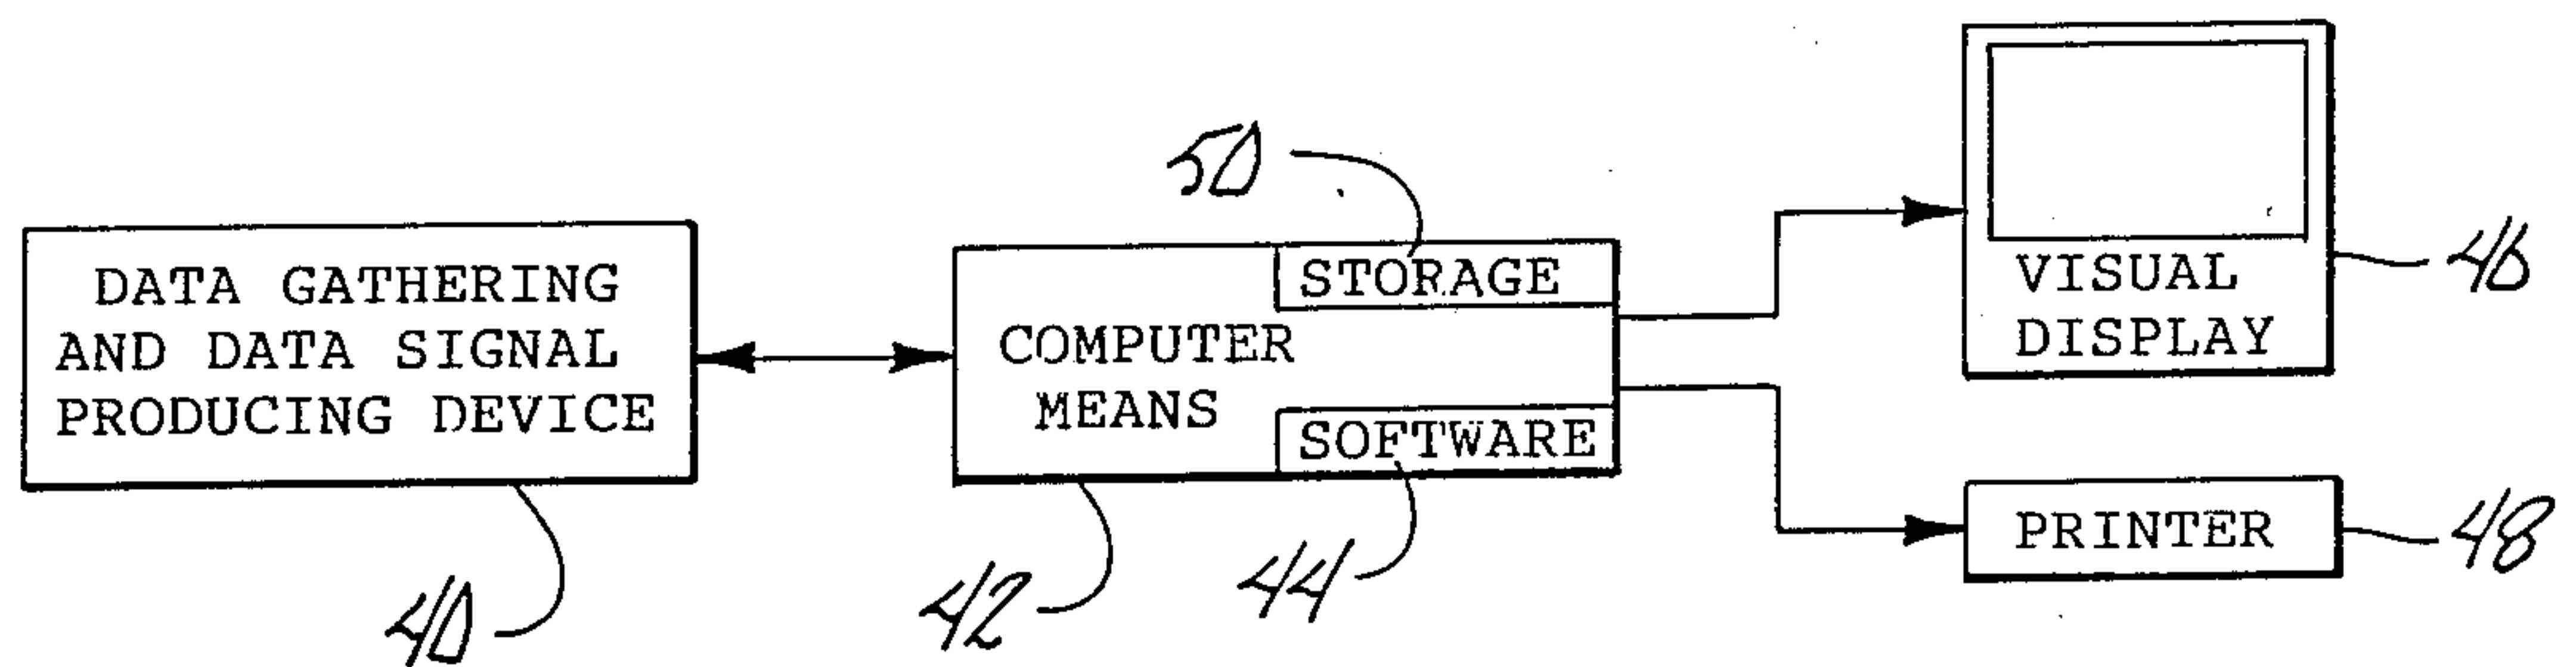 DATA GATHERING
AND DATA SIGNAL
PRODUCING DEVICE
40
COMPUTER
MEANS
42
50
STORAGE
SOFTWARE
44
VISUAL
DISPLAY
46
PRINTER
48